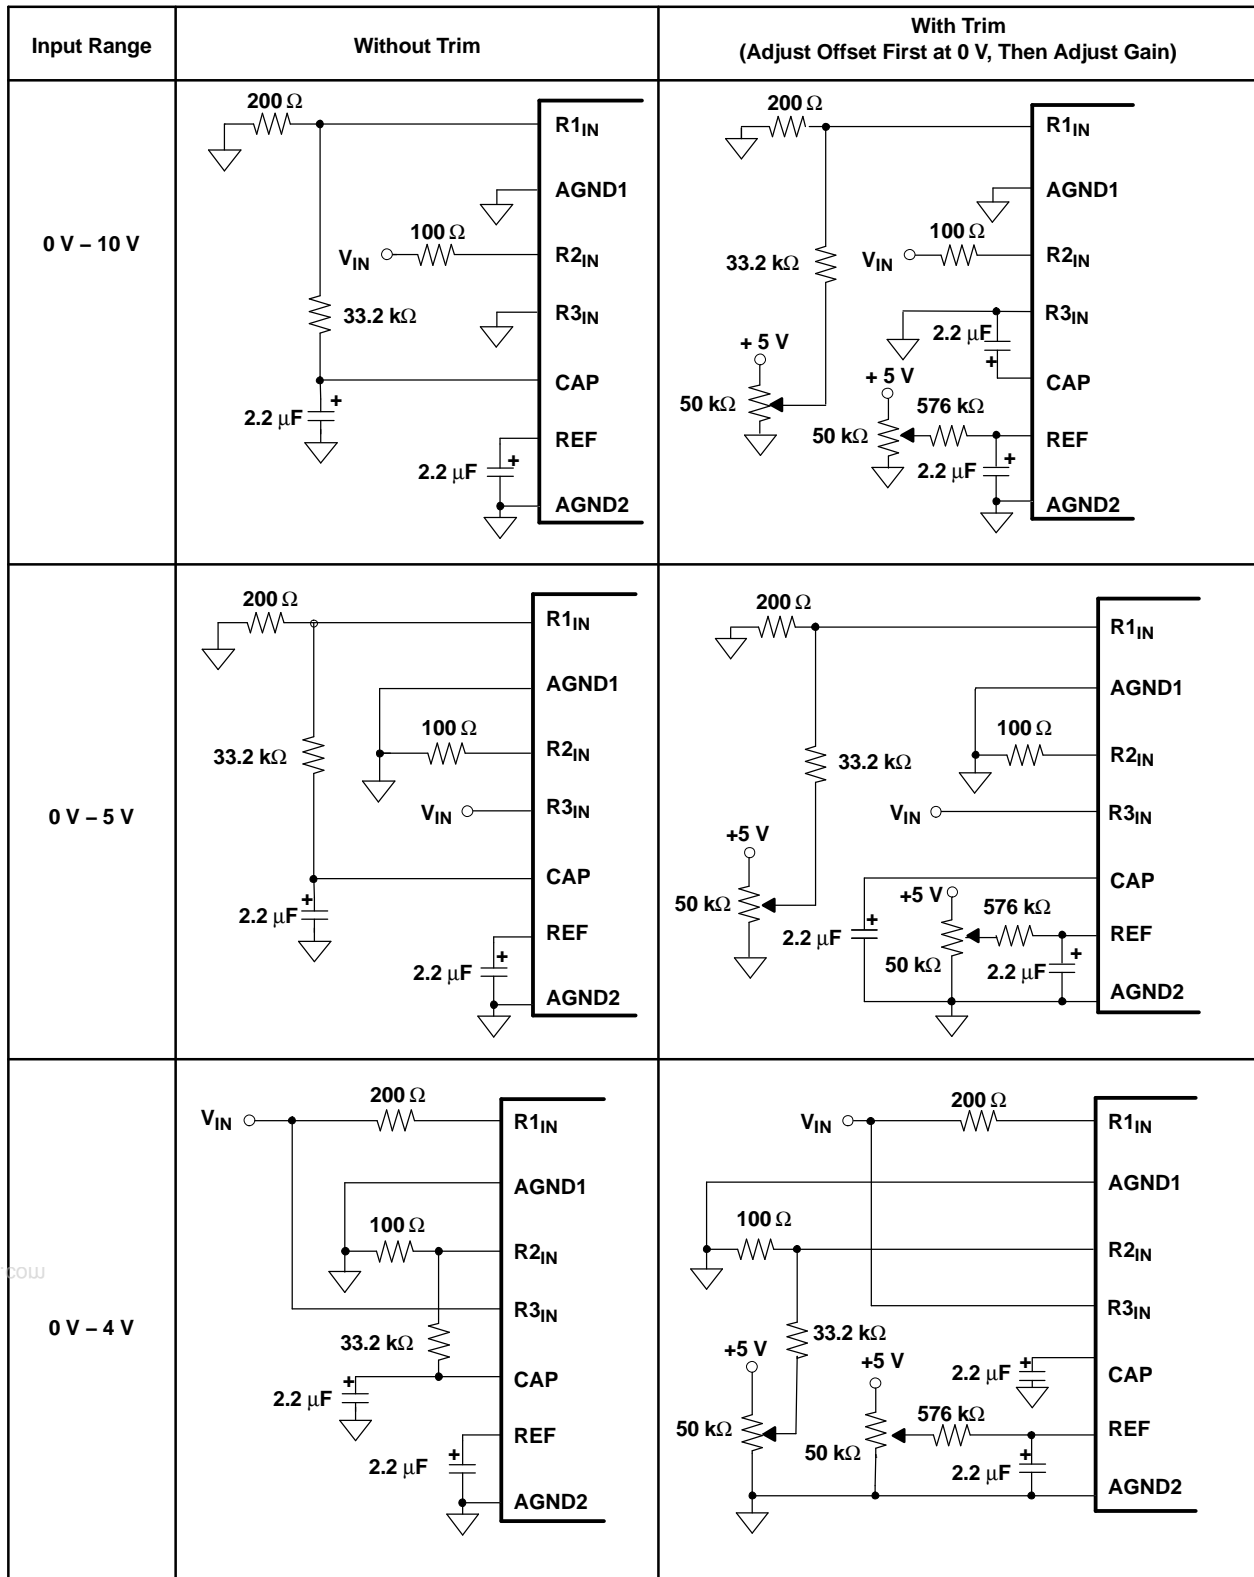 Input Range
Without Trim
With Trim
(Adjust Offset First at 0 V, Then Adjust Gain)
0 V – 10 V
200 Ω
R1IN
AGND1
100 Ω
VIN
R2IN
33.2 kΩ
R3IN
CAP
2.2 µF
+
REF
2.2 µF
+
AGND2
200 Ω
R1IN
AGND1
100 Ω
33.2 kΩ
VIN
R2IN
R3IN
2.2 µF
+
+ 5 V
CAP
50 kΩ
+ 5 V
576 kΩ
50 kΩ
REF
2.2 µF
+
AGND2
0 V – 5 V
200 Ω
R1IN
AGND1
100 Ω
33.2 kΩ
R2IN
VIN
R3IN
CAP
+
2.2 µF
REF
2.2 µF
+
AGND2
200 Ω
R1IN
AGND1
100 Ω
33.2 kΩ
R2IN
VIN
R3IN
+5 V
CAP
50 kΩ
+5 V
576 kΩ
+
2.2 µF
REF
50 kΩ
2.2 µF
+
AGND2
0 V – 4 V
200 Ω
VIN
R1IN
AGND1
100 Ω
R2IN
R3IN
33.2 kΩ
CAP
+
2.2 µF
REF
+
2.2 µF
AGND2
200 Ω
VIN
R1IN
AGND1
100 Ω
R2IN
R3IN
33.2 kΩ
+5 V
+5 V
2.2 µF
+
CAP
576 kΩ
50 kΩ
REF
50 kΩ
2.2 µF
+
AGND2
.com